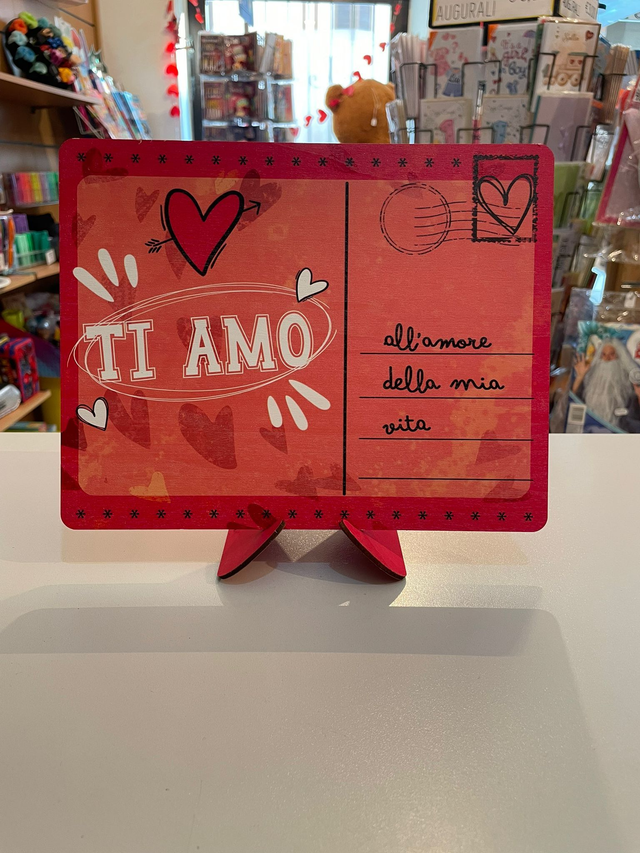 AUGURALI
TI AMO
all'amore
della mia
vita